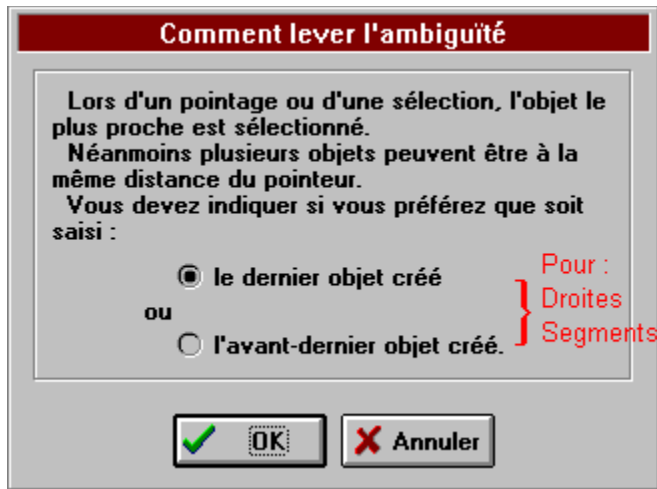 Comment lever l'ambiguïté
Lors d'un pointage ou d'une sélection, l'objet le
plus proche est sélectionné.
Néanmoins plusieurs objets peuvent être à la
même distance du pointeur.
Vous devez indiquer si vous préférez que soit
saisi :
le dernier objet créé
ou
l'avant-dernier objet créé.
Pour :
Droites
Segments
OK
Annuler